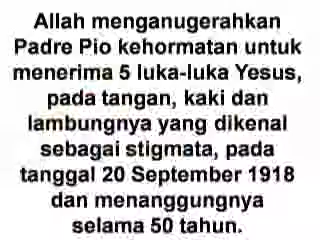 Allah menganugerahkan
Padre Pio kehormatan untuk
menerima 5 luka-luka Yesus,
pada tangan, kaki dan
lambungnya yang dikenal
sebagai stigmata, pada
tanggal 20 September 1918
dan menanggungnya
selama 50 tahun.